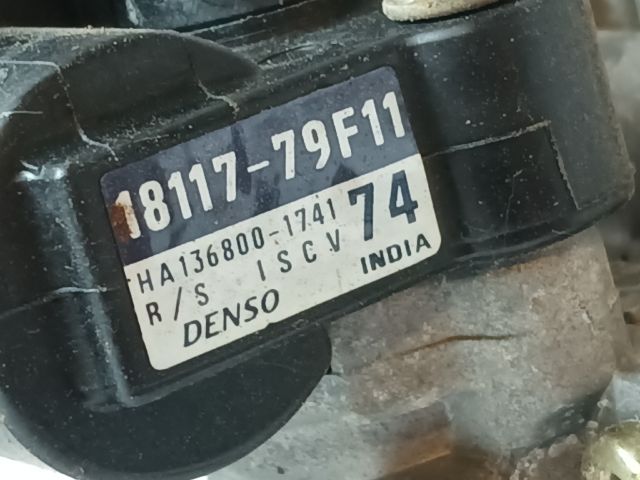 18117-79F11
HA136800-1741
74
R/S ISCV
DENSO
INDIA